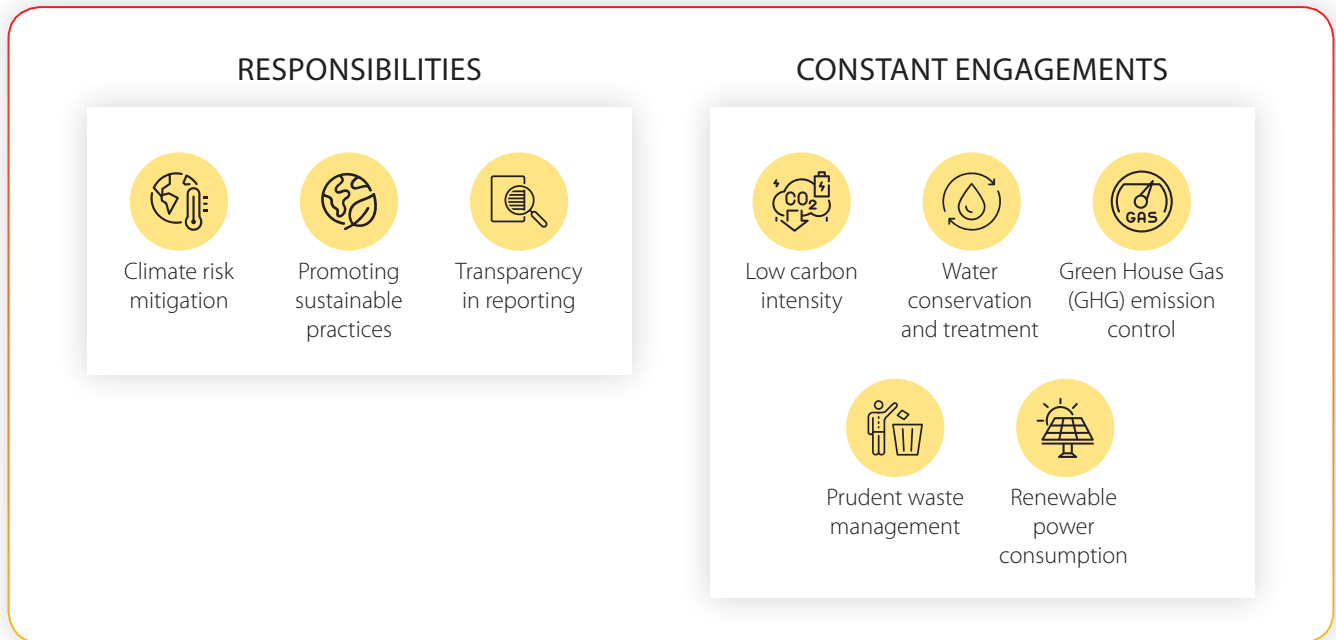 RESPONSIBILITIES
Climate risk
mitigation
Promoting
sustainable
practices
Transparency
in reporting
CONSTANT ENGAGEMENTS
CO2
Low carbon
intensity
Water
conservation
and treatment
GAS
Green House Gas
(GHG) emission
control
Prudent waste
management
Renewable
power
consumption